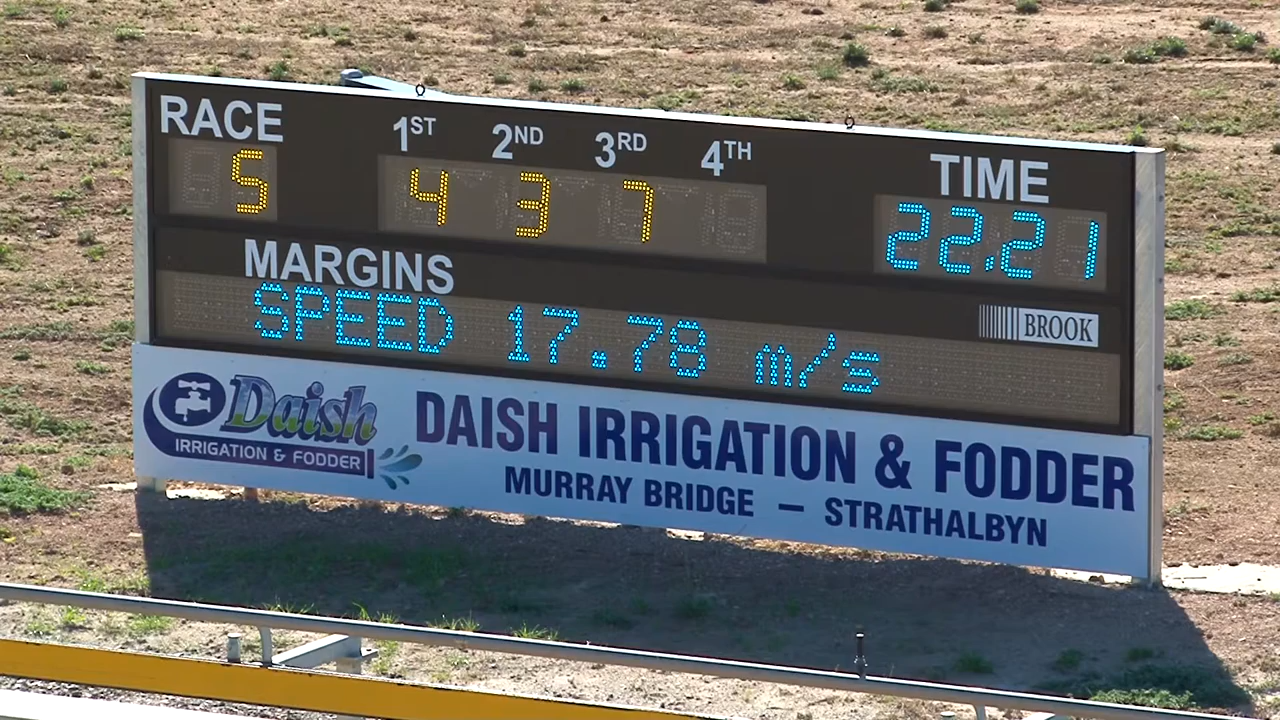 RACE 1ST 2ND 3RD 4TH TIME
5 4 3 7 22.21
MARGINS
SPEED 17.78 m/s
BROOK
Daish
IRRIGATION & FODDER
DAISH IRRIGATION & FODDER
MURRAY BRIDGE – STRATHALBYN